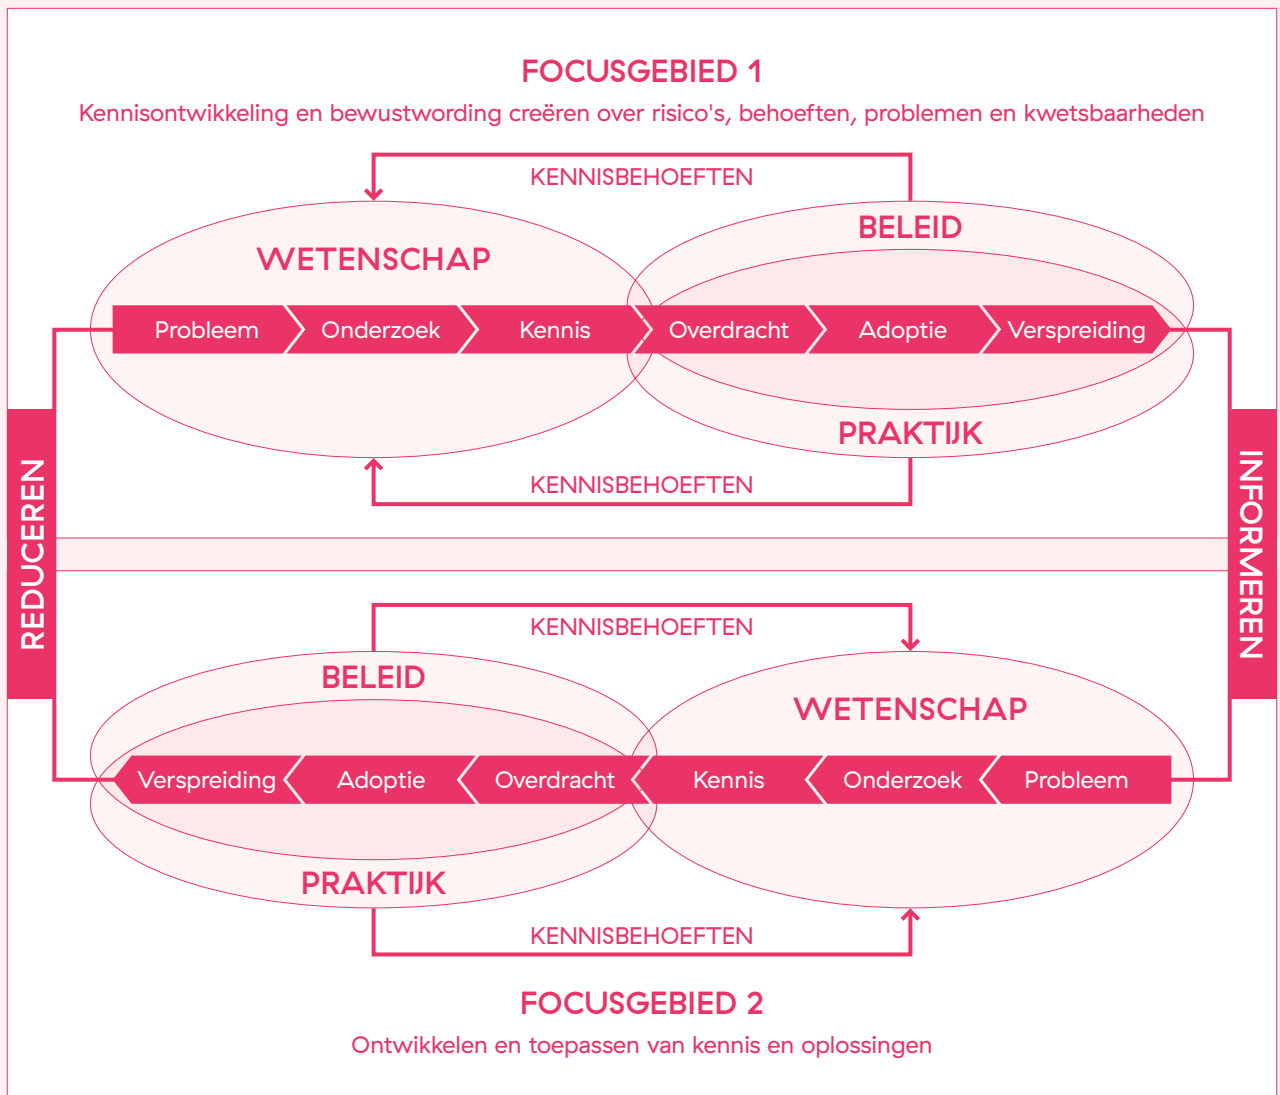 FOCUSGEBIED 1
Kennisontwikkeling en bewustwording creëren over risico's, behoeften, problemen en kwetsbaarheden
KENNISBEHOEFTEN
BELEID
WETENSCHAP
Probleem Onderzoek Kennis Overdracht Adoptie Verspreiding
PRAKTIJK
KENNISBEHOEFTEN
REDUCEREN
INFORMEREN
KENNISBEHOEFTEN
BELEID
WETENSCHAP
Verspreiding Adoptie Overdracht Kennis Onderzoek Probleem
PRAKTIJK
KENNISBEHOEFTEN
FOCUSGEBIED 2
Ontwikkelen en toepassen van kennis en oplossingen